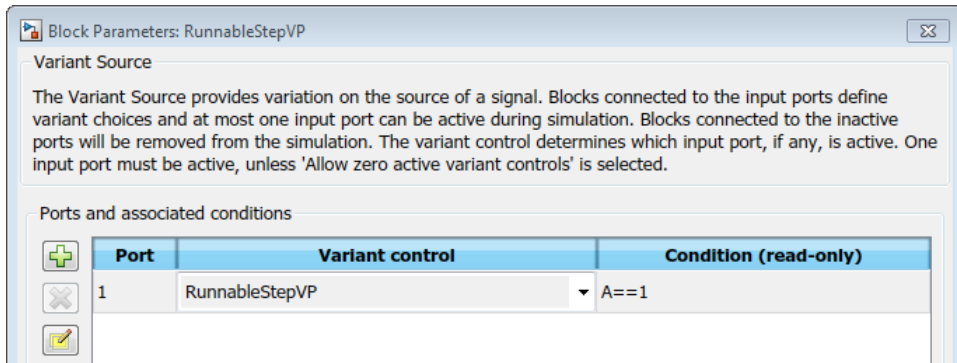 Block Parameters: RunnableStepVP
Variant Source
The Variant Source provides variation on the source of a signal. Blocks connected to the input ports define
variant choices and at most one input port can be active during simulation. Blocks connected to the inactive
ports will be removed from the simulation. The variant control determines which input port, if any, is active. One
input port must be active, unless 'Allow zero active variant controls' is selected.
Ports and associated conditions
Port Variant control Condition (read-only)
1 RunnableStepVP A==1